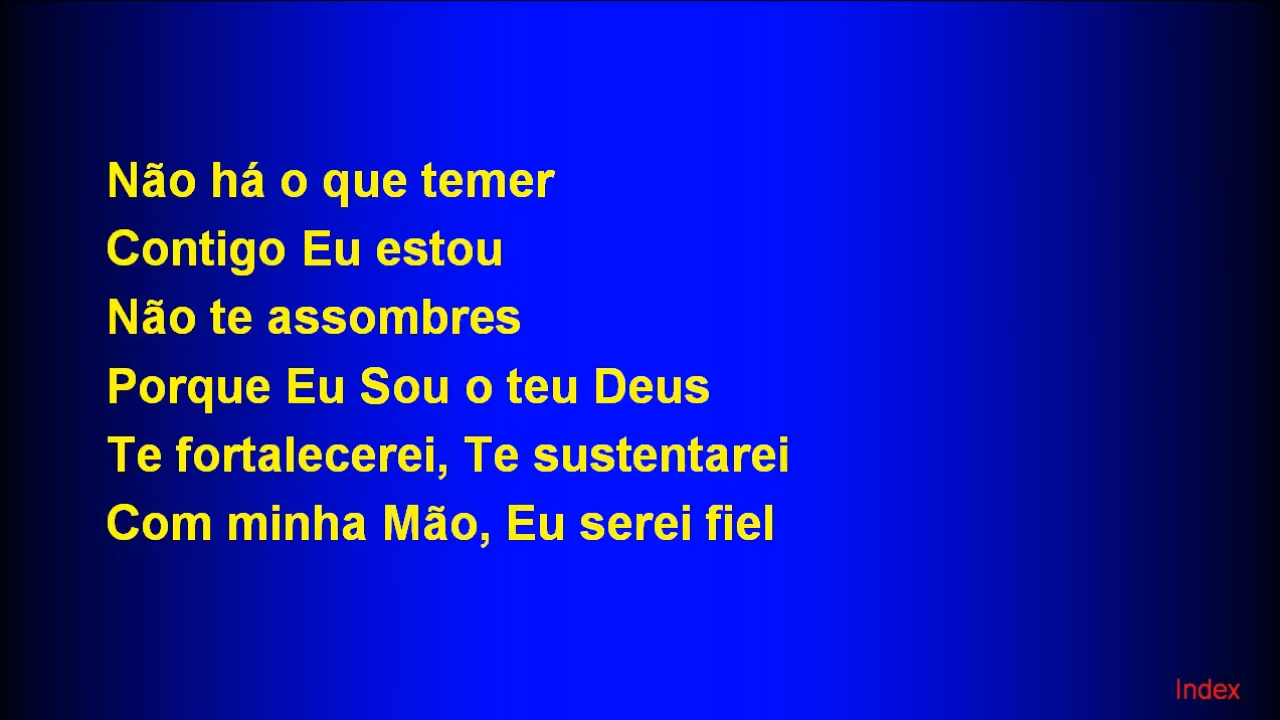 Não há o que temer
Contigo Eu estou
Não te assombres
Porque Eu Sou o teu Deus
Te fortalecerei, Te sustentarei
Com minha Mão, Eu serei fiel
Index